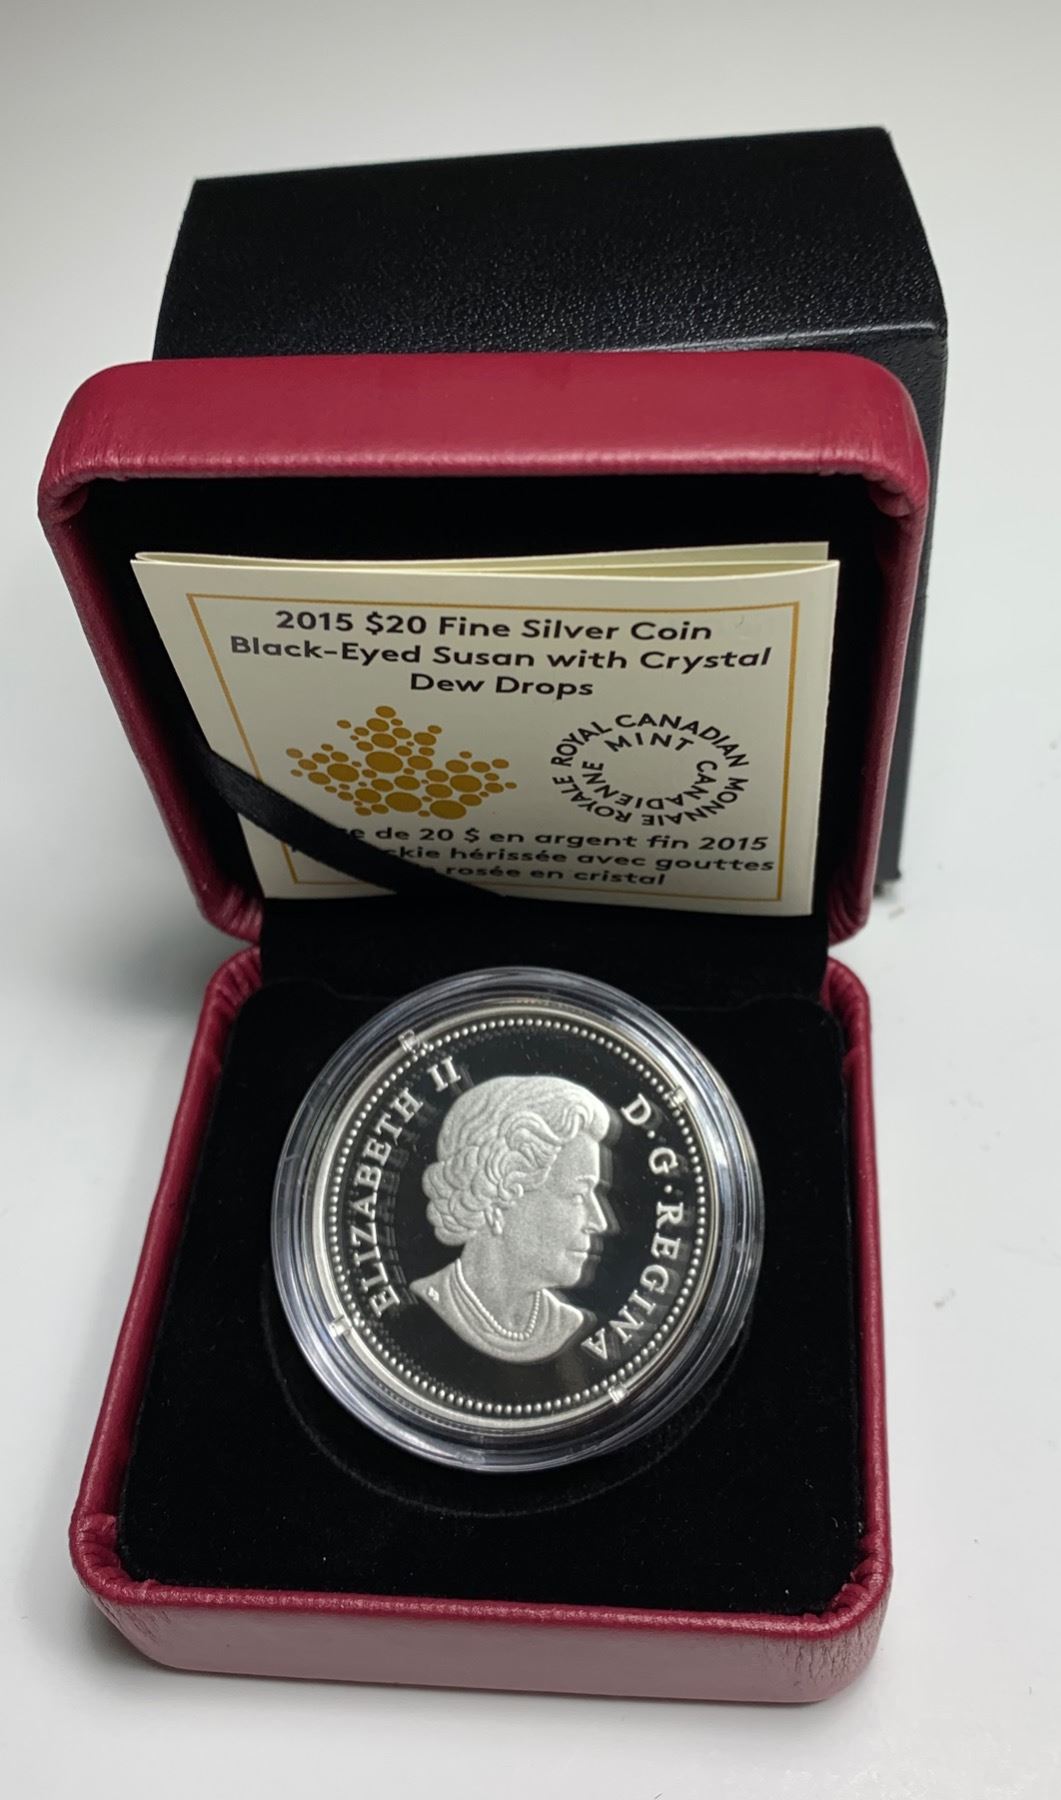 2015 $20 Fine Silver Coin
Black-Eyed Susan with Crystal
Dew Drops
ROYAL CANADIAN MINT
MONNAIE ROYALE CANADIENNE
de 20 $ en argent fin 2015
hérissée avec gouttes
rosée en cristal
ELIZABETH II
D·G·REGINA